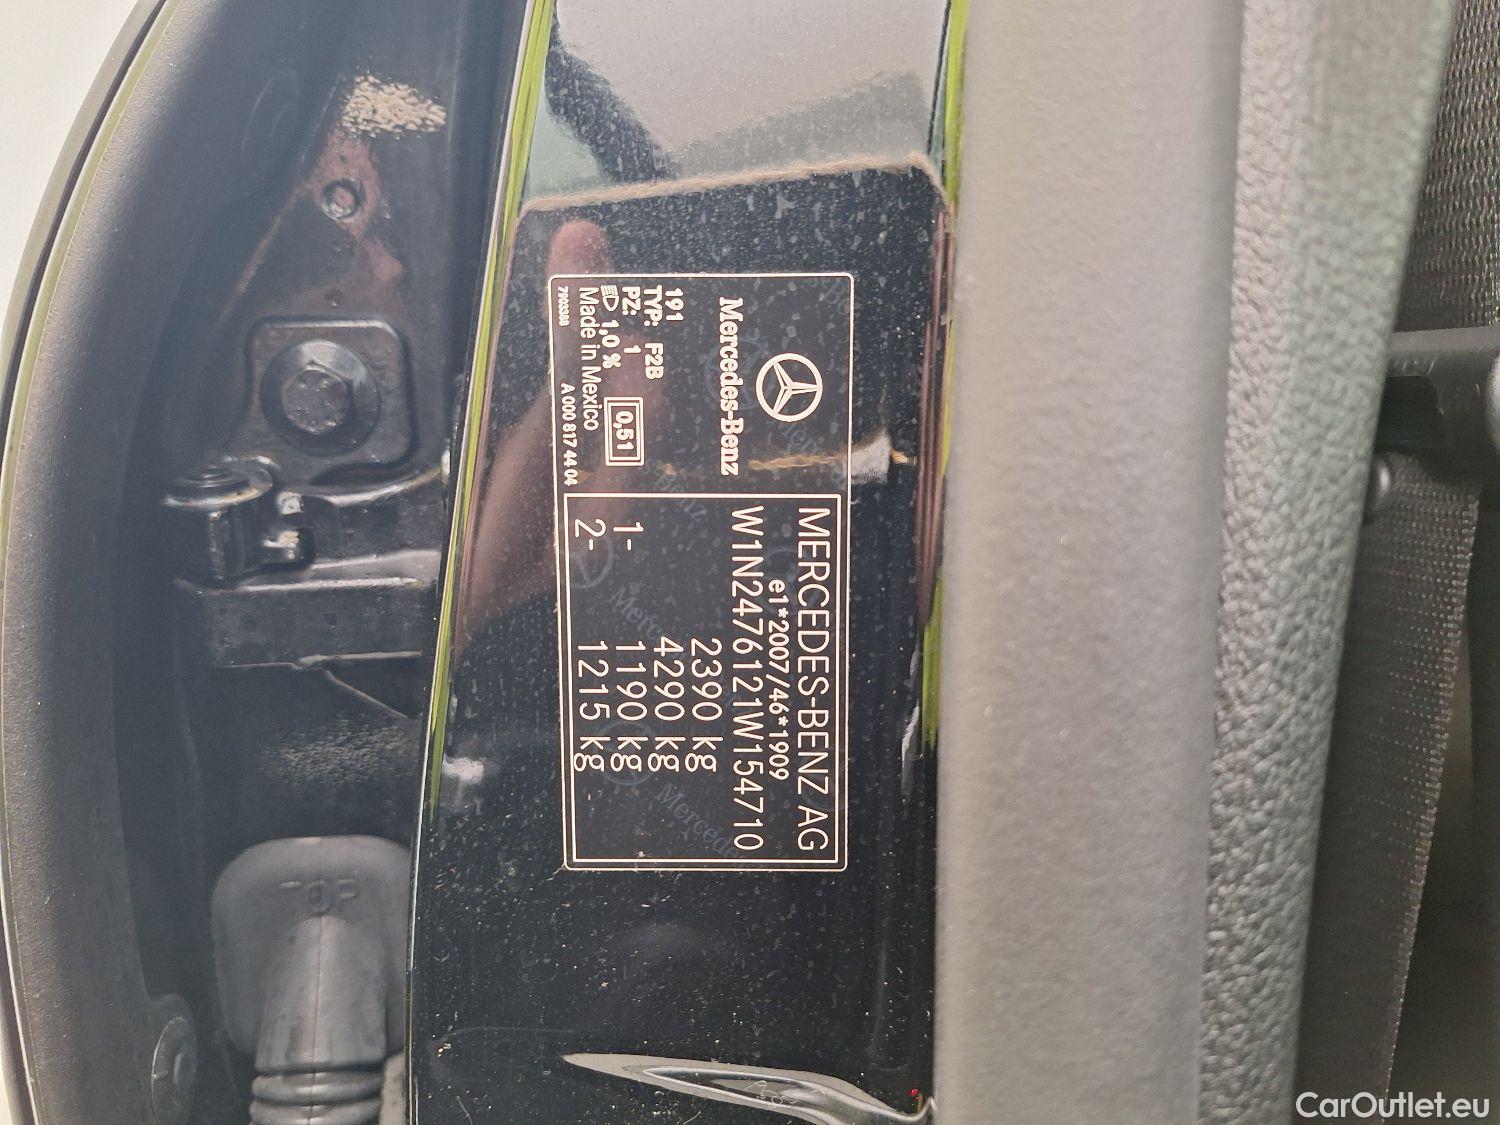 Mercedes-Benz
191
TYP: F2B
PZ: 1
1,0 %
0,51
Made in Mexico
7103388
A 000 817 44 04
MERCEDES-BENZ AG
e1*2007/46*1909
W1N2476121W154710
2390 kg
4290 kg
1- 1190 kg
2- 1215 kg
TOP
CarOutlet.eu